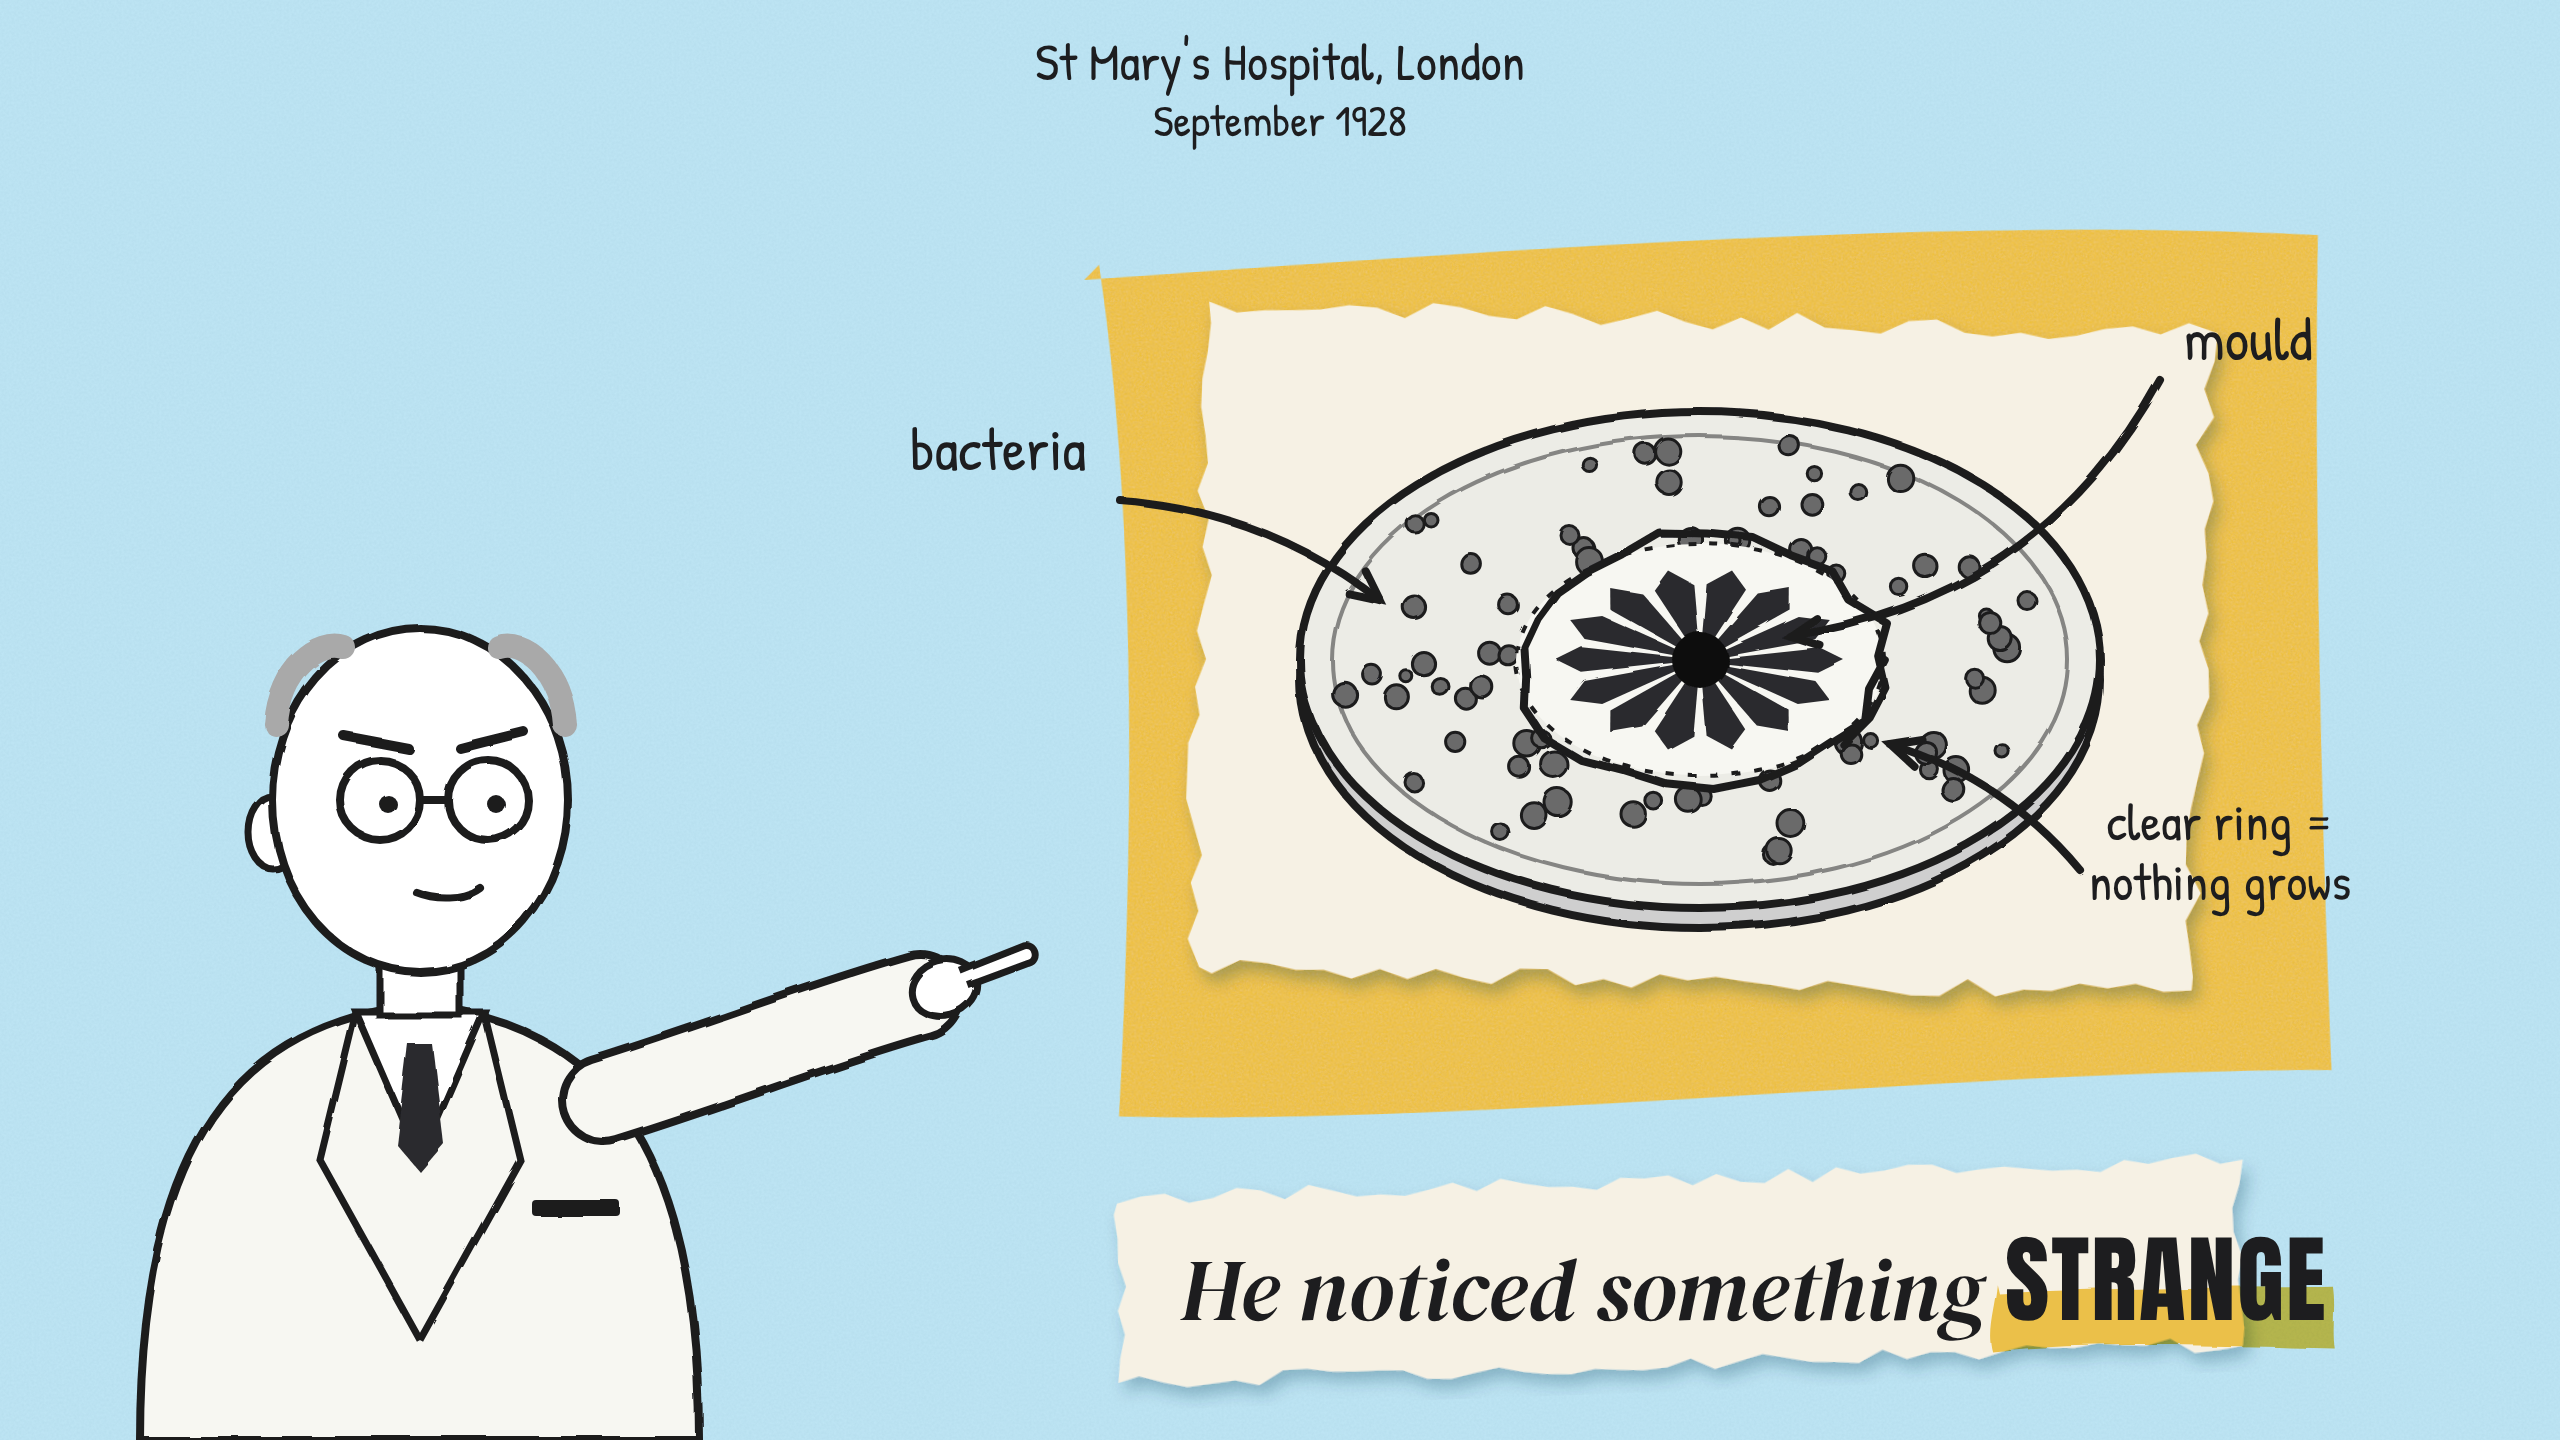 St Mary's Hospital, London
September 1928
mould
bacteria
clear ring =
nothing grows
He noticed something STRANGE